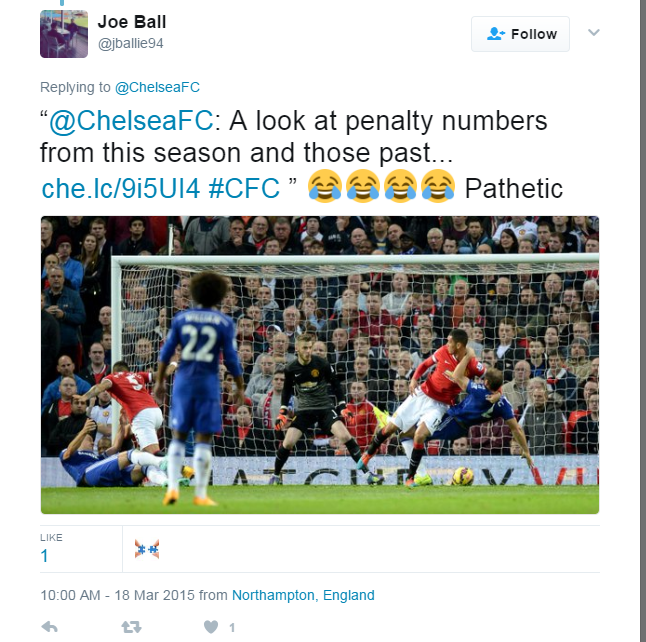 Joe Ball
@jballie94
Follow
Replying to @ChelseaFC
“@ChelseaFC: A look at penalty numbers
from this season and those past...
che.lc/9i5UI4 #CFC ” 😂😂😂😂 Pathetic
WILLIAN
22
5
LIKE
1
10:00 AM - 18 Mar 2015 from Northampton, England
1